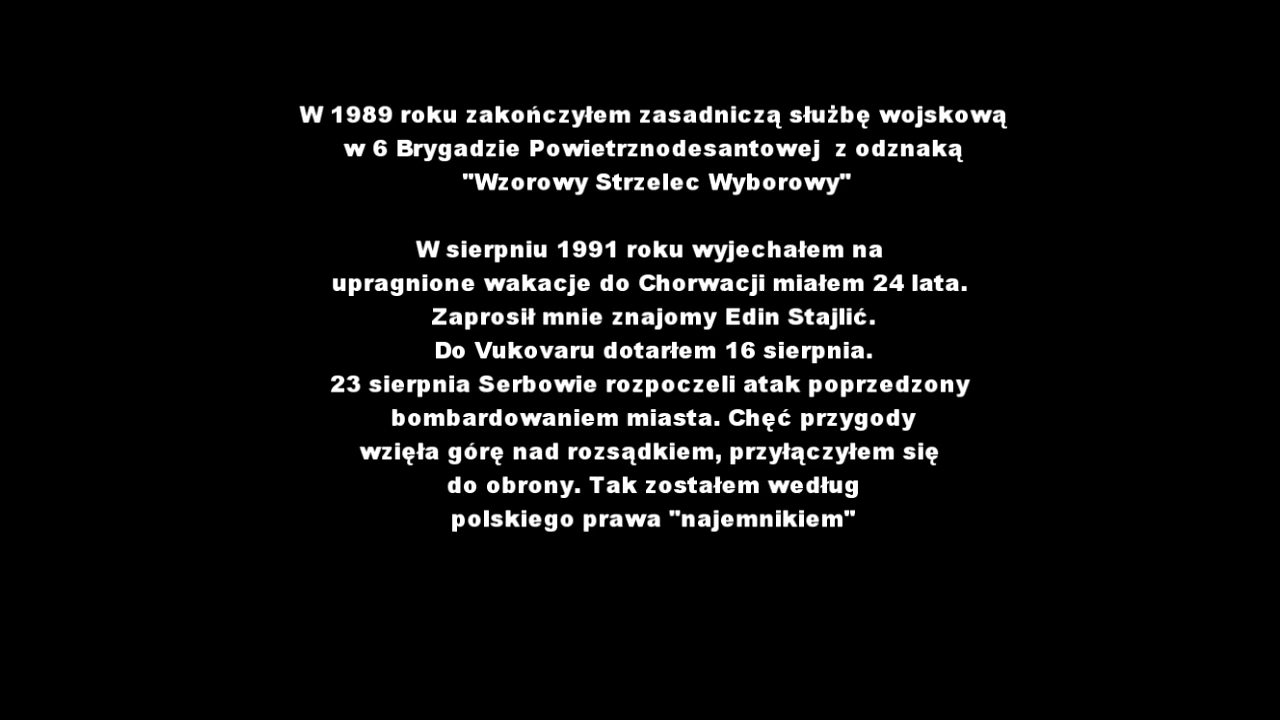 W 1989 roku zakończyłem zasadniczą służbę wojskową
w 6 Brygadzie Powietrznodesantowej z odznaką
"Wzorowy Strzelec Wyborowy"
W sierpniu 1991 roku wyjechałem na
upragnione wakacje do Chorwacji miałem 24 lata.
Zaprosił mnie znajomy Edin Stajlić.
Do Vukovaru dotarłem 16 sierpnia.
23 sierpnia Serbowie rozpoczeli atak poprzedzony
bombardowaniem miasta. Chęć przygody
wzięła górę nad rozsądkiem, przyłączyłem się
do obrony. Tak zostałem według
polskiego prawa "najemnikiem"